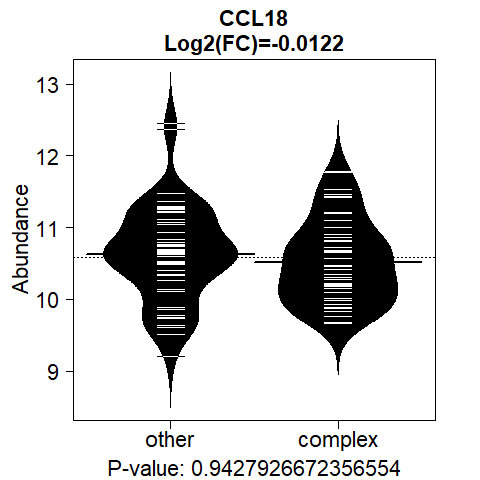 CCL18
Log2(FC)=-0.0122
Abundance
13
12
11
10
9
other complex
P-value: 0.9427926672356554